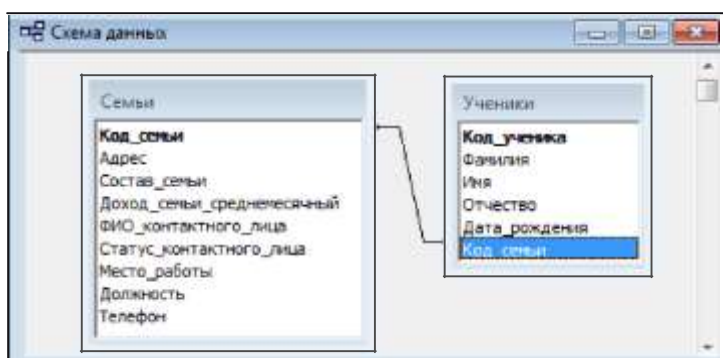 Схема данных
Семьи
Код_семьи
Адрес
Состав_семьи
Доход_семьи_среднемесячный
ФИО_контактного_лица
Статус_контактного_лица
Место_работы
Должность
Телефон
Ученики
Код_ученика
Фамилия
Имя
Отчество
Дата_рождения
Код_семьи